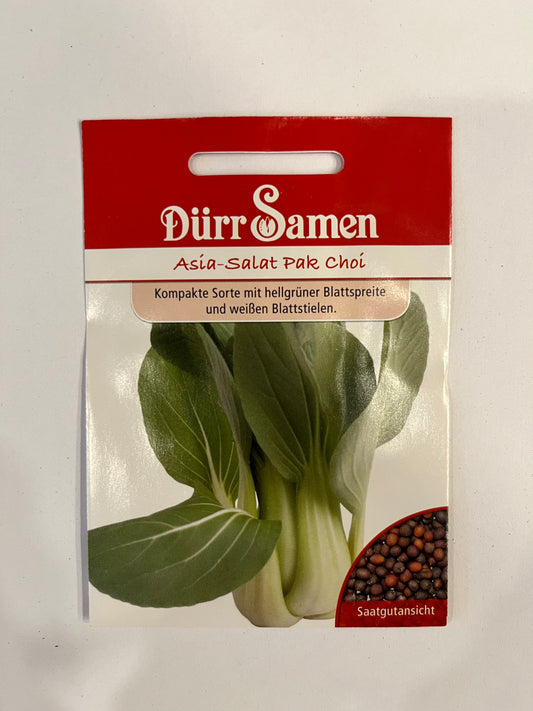 Dürr Samen
Asia-Salat Pak Choi
Kompakte Sorte mit hellgrüner Blattspreite
und weißen Blattstielen.
Saatgutansicht